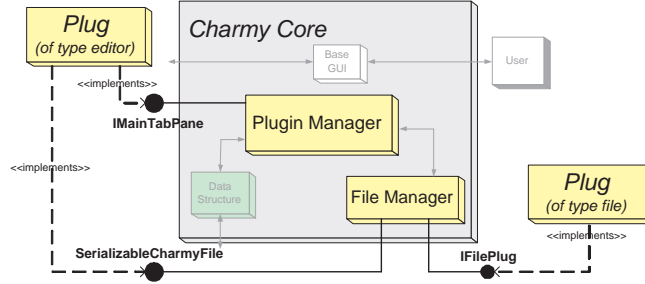 Plug
(of type editor)
Charmy Core
Base
GUI
User
<<implements>>
IMainTabPane
Plugin Manager
<<implements>>
Data
Structure
File Manager
Plug
(of type file)
<<implements>>
SerializableCharmyFile
IFilePlug